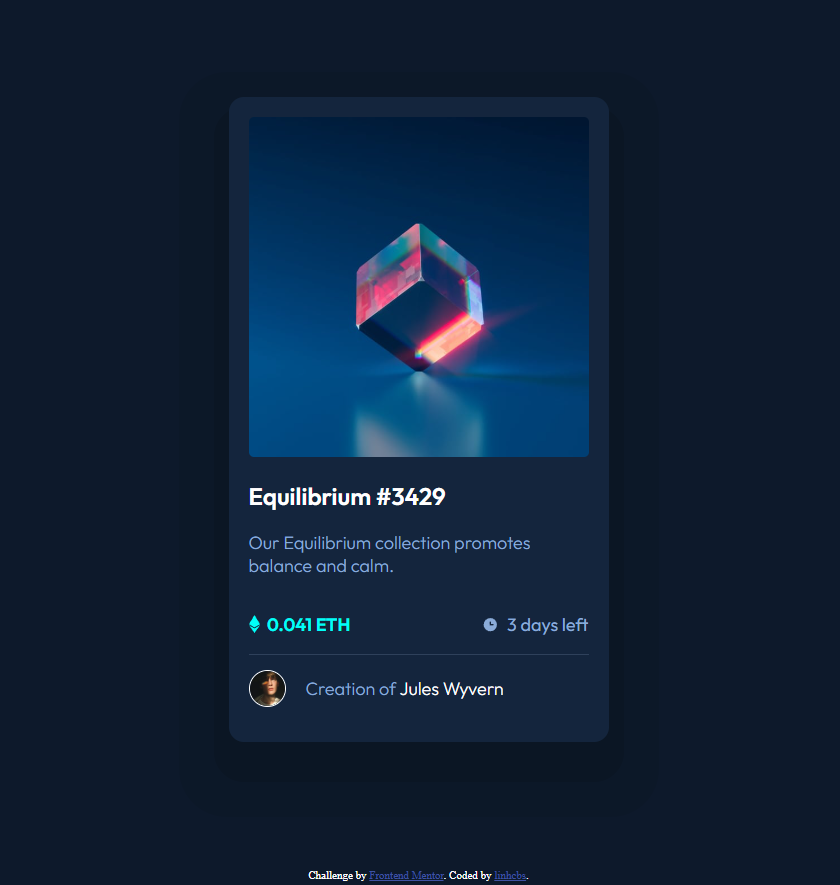 Equilibrium #3429
Our Equilibrium collection promotes
balance and calm.
0.041 ETH
3 days left
Creation of Jules Wyvern
Challenge by Frontend Mentor. Coded by linhcbs.